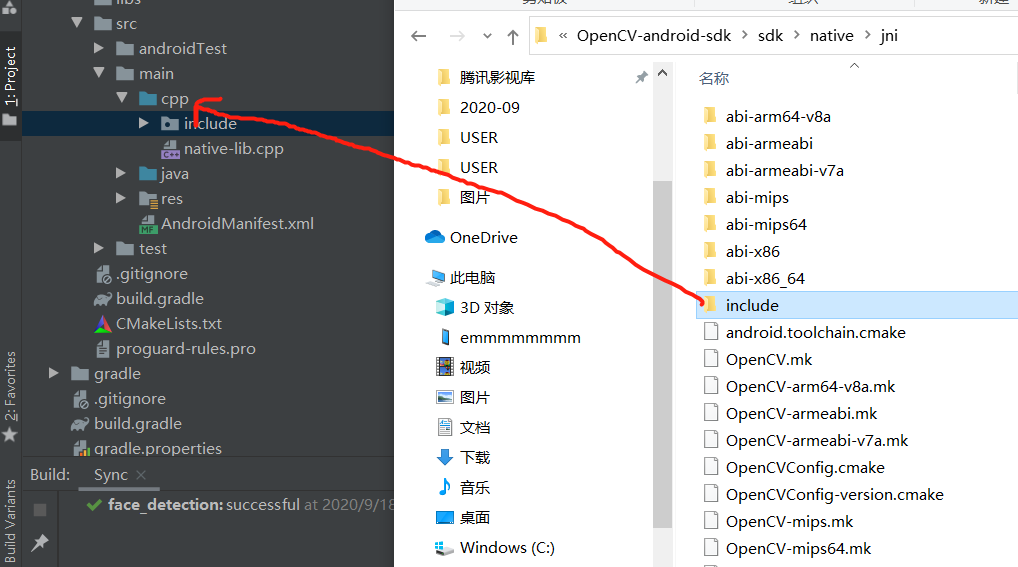 libs
src
androidTest
main
cpp
include
native-lib.cpp
java
res
AndroidManifest.xml
test
.gitignore
build.gradle
CMakeLists.txt
proguard-rules.pro
gradle
.gitignore
build.gradle
gradle.properties
1: Project
2: Favorites
Build Variants
Build:
Sync ×
face_detection: successful at 2020/9/18
剪贴板
组织
新建
« OpenCV-android-sdk > sdk > native > jni
腾讯影视库
2020-09
USER
USER
图片
OneDrive
此电脑
3D 对象
emmmmmmmm
视频
图片
文档
下载
音乐
桌面
Windows (C:)
名称
abi-arm64-v8a
abi-armeabi
abi-armeabi-v7a
abi-mips
abi-mips64
abi-x86
abi-x86_64
include
android.toolchain.cmake
OpenCV.mk
OpenCV-arm64-v8a.mk
OpenCV-armeabi.mk
OpenCV-armeabi-v7a.mk
OpenCVConfig.cmake
OpenCVConfig-version.cmake
OpenCV-mips.mk
OpenCV-mips64.mk